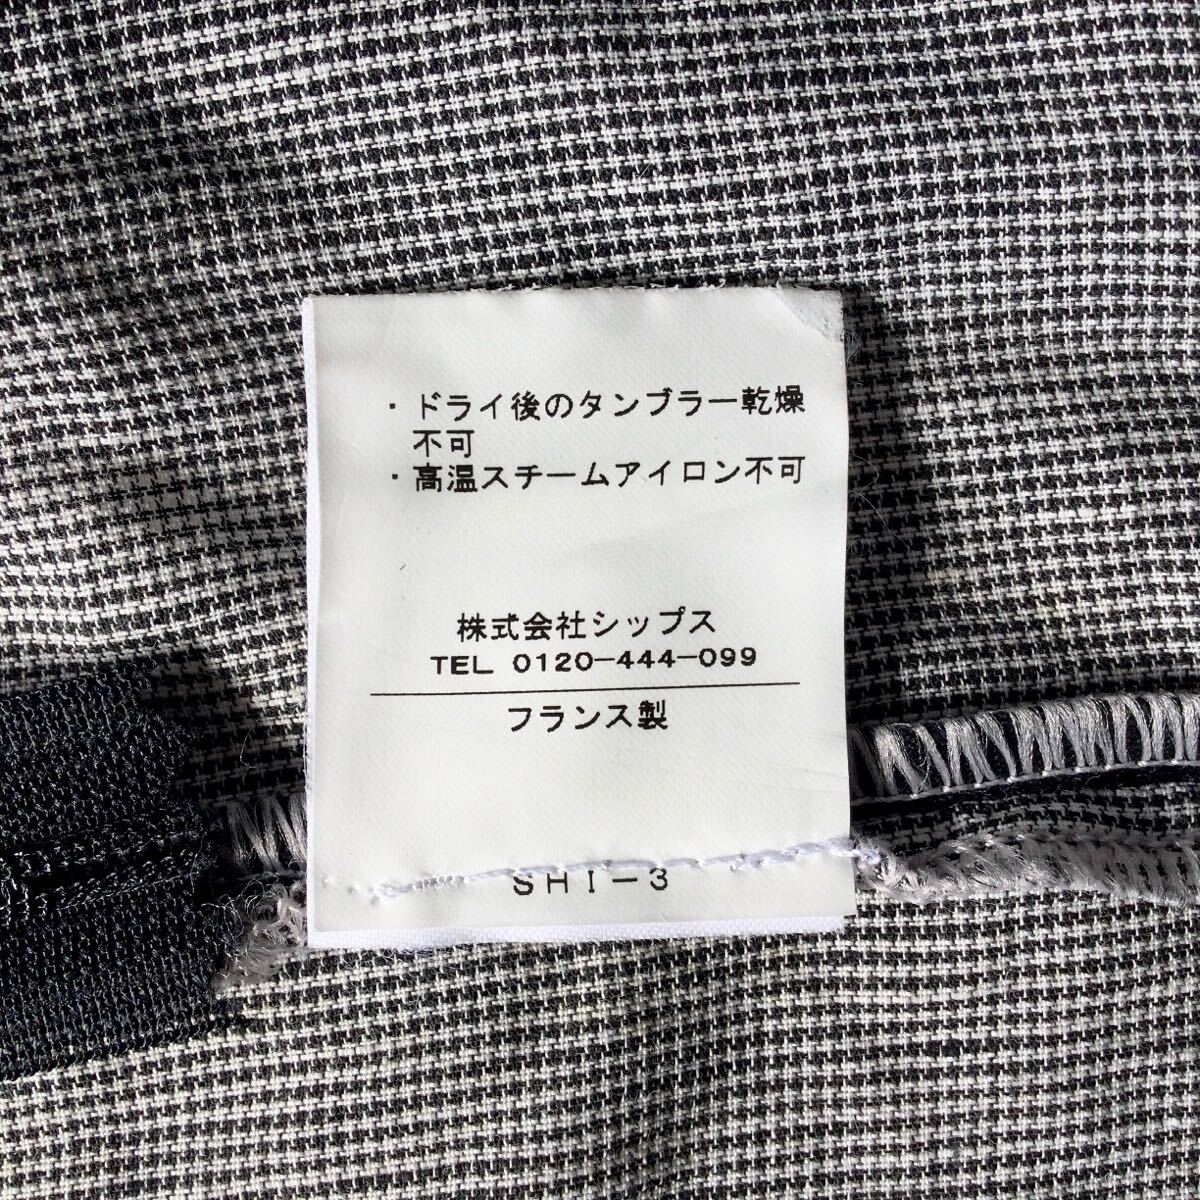 ・ドライ後のタンブラー乾燥
不可
・高温スチームアイロン不可
株式会社シップス
TEL 0120-444-099
フランス製
SHI-3